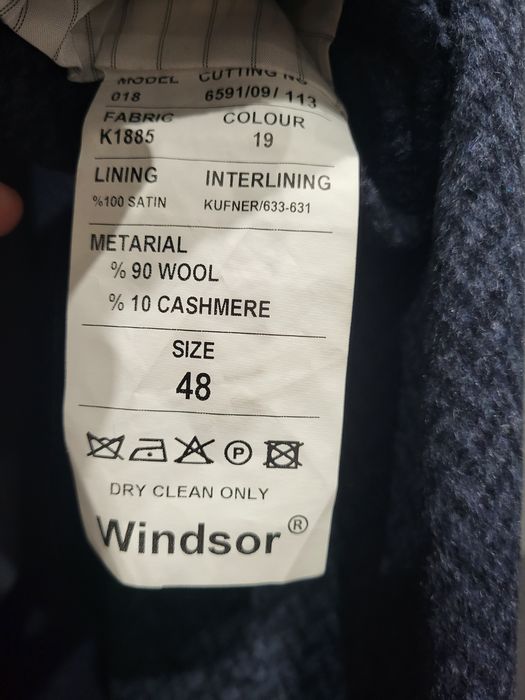 MODEL CUTTING NO
018 6591/09/ 113
FABRIC COLOUR
K1885 19
LINING INTERLINING
%100 SATIN KUFNER/633-631
METARIAL
% 90 WOOL
% 10 CASHMERE
SIZE
48
P
DRY CLEAN ONLY
Windsor®